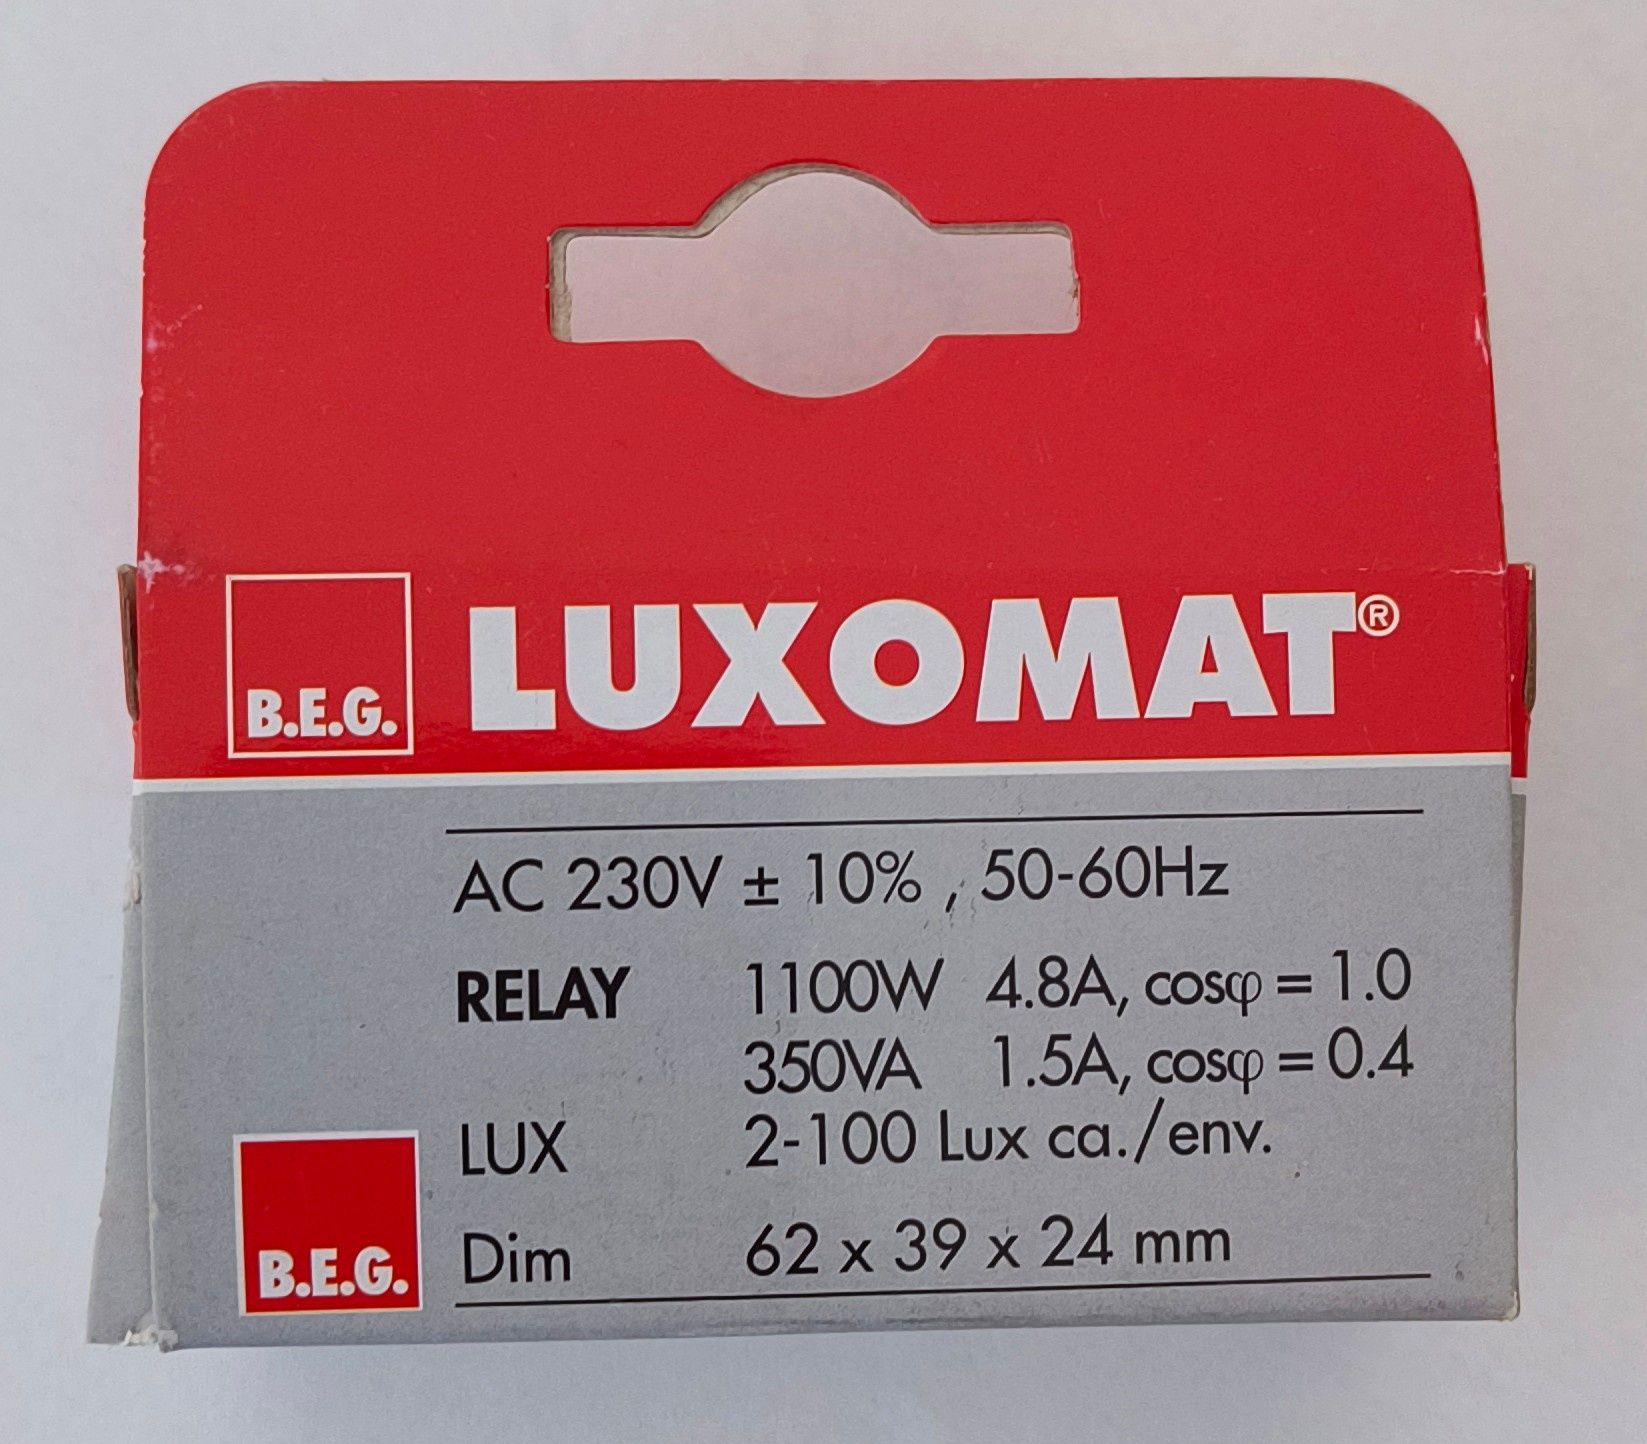 B.E.G. LUXOMAT®
AC 230V ± 10% , 50-60Hz
RELAY 1100W 4.8A, cosφ = 1.0
350VA 1.5A, cosφ = 0.4
LUX 2-100 Lux ca./env.
B.E.G. Dim 62 x 39 x 24 mm